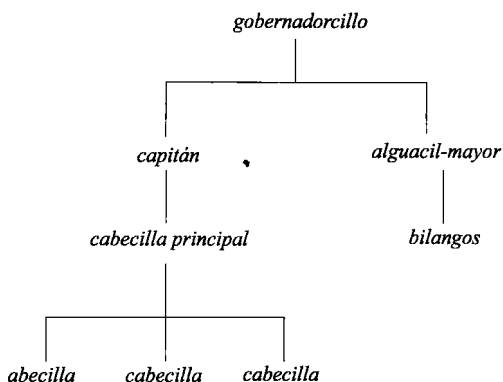 gobernadorcillo
capitán alguacil-mayor
cabecilla principal bilangos
abecilla cabecilla cabecilla